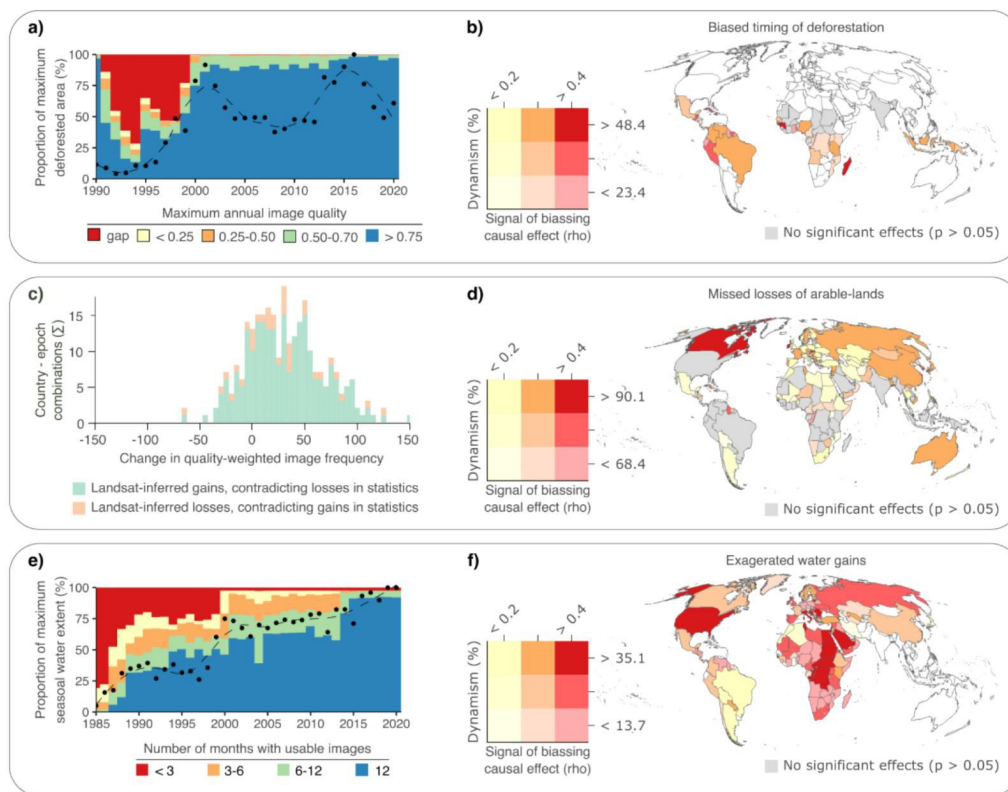 a)
Proportion of maximum
deforested area (%)
100
75
50
25
0
1990
1995
2000
2005
2010
2015
2020
Maximum annual image quality
gap
< 0.25
0.25-0.50
0.50-0.70
> 0.75
b)
Biased timing of deforestation
< 0.2
> 0.4
Dynamism (%)
> 48.4
< 23.4
Signal of biassing
causal effect (rho)
No significant effects (p > 0.05)
c)
Country - epoch
combinations (Σ)
15
10
5
0
-150
-100
-50
0
50
100
150
Change in quality-weighted image frequency
Landsat-inferred gains, contradicting losses in statistics
Landsat-inferred losses, contradicting gains in statistics
d)
Missed losses of arable-lands
< 0.2
> 0.4
Dynamism (%)
> 90.1
< 68.4
Signal of biassing
causal effect (rho)
No significant effects (p > 0.05)
e)
Proportion of maximum
seasoal water extent (%)
100
75
50
25
0
1985
1990
1995
2000
2005
2010
2015
2020
Number of months with usable images
< 3
3-6
6-12
12
f)
Exagerated water gains
< 0.2
> 0.4
Dynamism (%)
> 35.1
< 13.7
Signal of biassing
causal effect (rho)
No significant effects (p > 0.05)